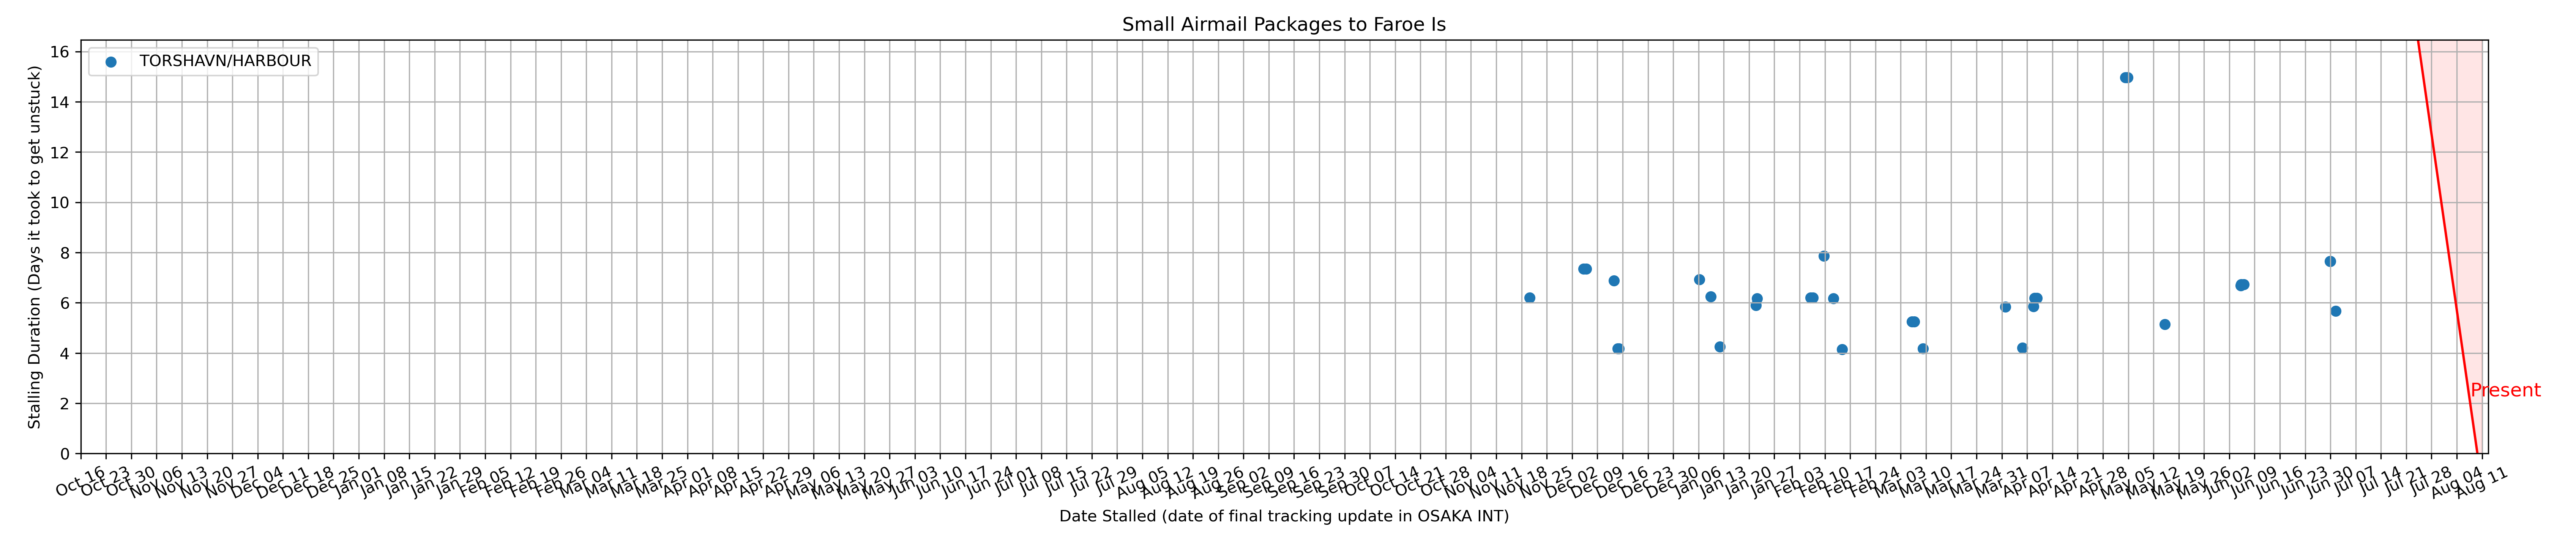 Small Airmail Packages to Faroe Is
TORSHAVN/HARBOUR
Stalling Duration (Days it took to get unstuck)
16
14
12
10
8
6
4
2
0
Present
Oct 16
Oct 23
Oct 30
Nov 06
Nov 13
Nov 20
Nov 27
Dec 04
Dec 11
Dec 18
Dec 25
Jan 01
Jan 08
Jan 15
Jan 22
Jan 29
Feb 05
Feb 12
Feb 19
Feb 26
Mar 04
Mar 11
Mar 18
Mar 25
Apr 01
Apr 08
Apr 15
Apr 22
Apr 29
May 06
May 13
May 20
May 27
Jun 03
Jun 10
Jun 17
Jun 24
Jul 01
Jul 08
Jul 15
Jul 22
Jul 29
Aug 05
Aug 12
Aug 19
Aug 26
Sep 02
Sep 09
Sep 16
Sep 23
Sep 30
Oct 07
Oct 14
Oct 21
Oct 28
Nov 04
Nov 11
Nov 18
Nov 25
Dec 02
Dec 09
Dec 16
Dec 23
Dec 30
Jan 06
Jan 13
Jan 20
Jan 27
Feb 03
Feb 10
Feb 17
Feb 24
Mar 03
Mar 10
Mar 17
Mar 24
Mar 31
Apr 07
Apr 14
Apr 21
Apr 28
May 05
May 12
May 19
May 26
Jun 02
Jun 09
Jun 16
Jun 23
Jun 30
Jul 07
Jul 14
Jul 21
Jul 28
Aug 04
Aug 11
Date Stalled (date of final tracking update in OSAKA INT)